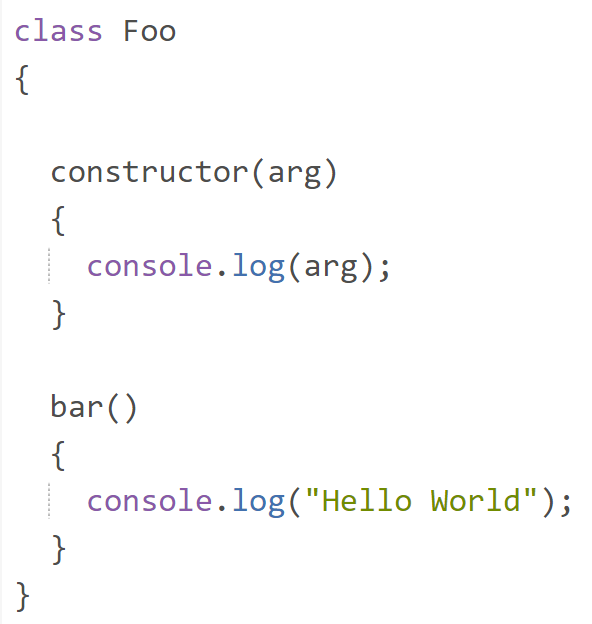 class Foo
{
constructor(arg)
{
console.log(arg);
}
bar()
{
console.log("Hello World");
}
}